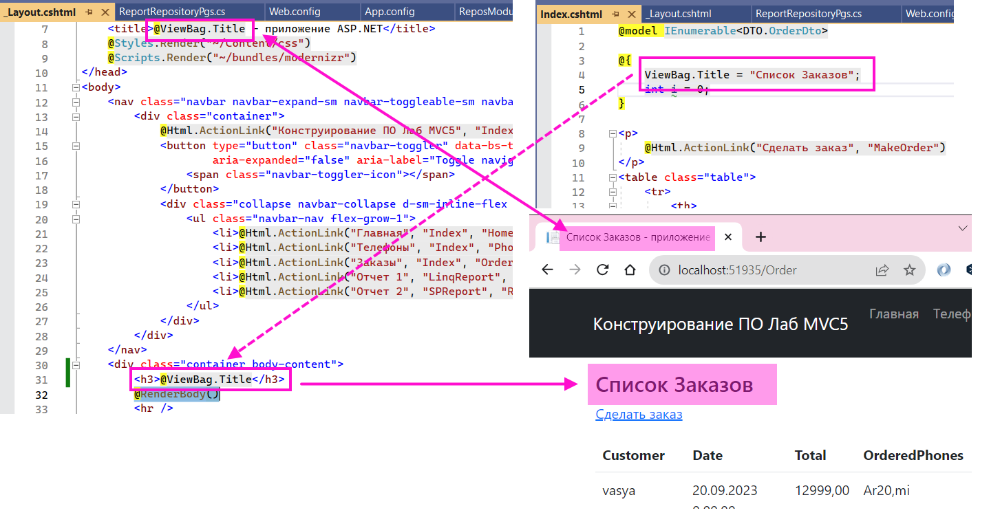 _Layout.cshtml ReportRepositoryPgs.cs Web.config App.config ReposModu
7 <title>@ViewBag.Title – приложение ASP.NET</title>
8 @Styles.Render("~/Content/css")
9 @Scripts.Render("~/bundles/modernizr")
10 </head>
11 <body>
12 <nav class="navbar navbar-expand-sm navbar-toggleable-sm navba
13 <div class="container">
14 @Html.ActionLink("Конструирование ПО Лаб MVC5", "Index
15 <button type="button" class="navbar-toggler" data-bs-t
16 aria-expanded="false" aria-label="Toggle navig
17 <span class="navbar-toggler-icon"></span>
18 </button>
19 <div class="collapse navbar-collapse d-sm-inline-flex
20 <ul class="navbar-nav flex-grow-1">
21 <li>@Html.ActionLink("Главная", "Index", "Home
22 <li>@Html.ActionLink("Телефоны", "Index", "Pho
23 <li>@Html.ActionLink("Заказы", "Index", "Order
24 <li>@Html.ActionLink("Отчет 1", "LinqReport",
25 <li>@Html.ActionLink("Отчет 2", "SPReport", "R
26 </ul>
27 </div>
28 </div>
29 </nav>
30 <div class="container body-content">
31 <h3>@ViewBag.Title</h3>
32 @RenderBody()
33 <hr />
Index.cshtml _Layout.cshtml ReportRepositoryPgs.cs Web.config
1 @model IEnumerable<DTO.OrderDto>
2
3 @{
4 ViewBag.Title = "Список Заказов";
5 int i = 0;
6 }
7
8 <p>
9 @Html.ActionLink("Сделать заказ", "MakeOrder")
10 </p>
11 <table class="table">
12 <tr>
13 <th>
Список Заказов - приложение
localhost:51935/Order
Конструирование ПО Лаб MVC5 Главная Телеф
Список Заказов
Сделать заказ
Customer Date Total OrderedPhones
vasya 20.09.2023 12999,00 Ar20,mi